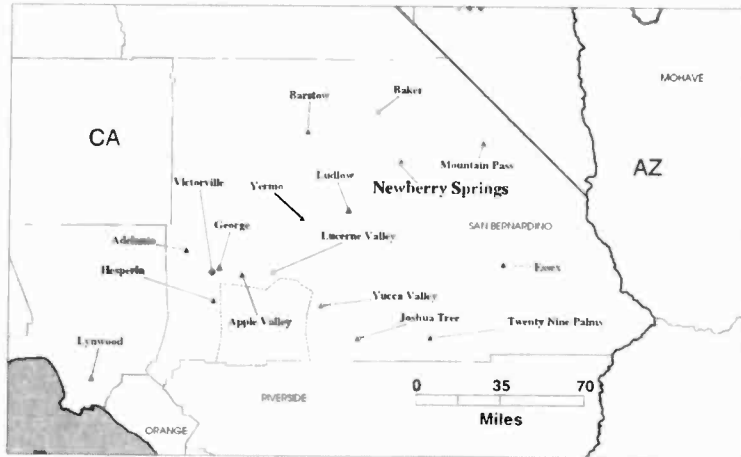 MOHAVE
Barstow
Baker
CA
AZ
Mountain Pass
Ludlow
Victorville
Yermo
Newberry Springs
George
SAN BERNARDINO
Lucerne Valley
Adelanto
Essex
Hesperia
Yucca Valley
Apple Valley
Joshua Tree
Twenty Nine Palms
Lynwood
0 35 70
Miles
RIVERSIDE
ORANGE